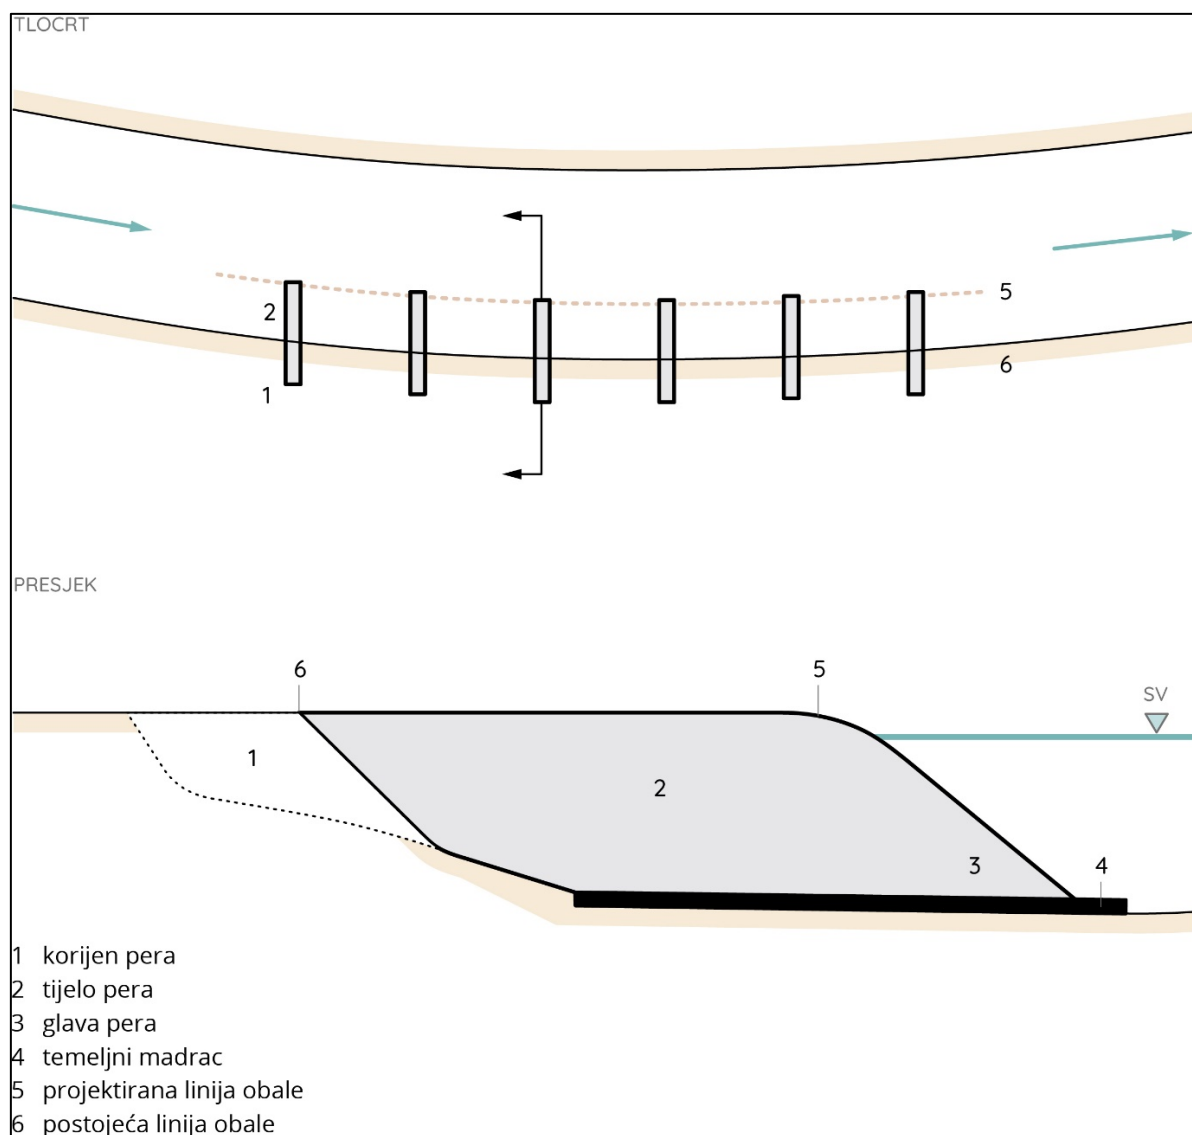 TLOCRT
2
5
6
1
PRESJEK
6
5
SV
1
2
3
4
1 korijen pera
2 tijelo pera
3 glava pera
4 temeljni madrac
5 projektirana linija obale
6 postojeća linija obale